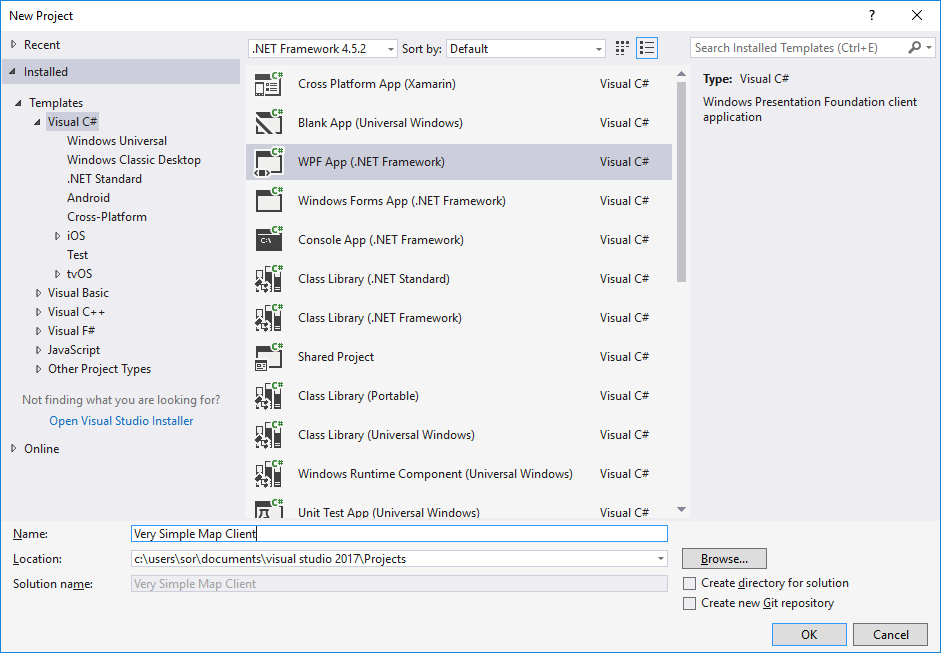 New Project
?
Recent
Installed
Templates
Visual C#
Windows Universal
Windows Classic Desktop
.NET Standard
Android
Cross-Platform
iOS
Test
tvOS
Visual Basic
Visual C++
Visual F#
JavaScript
Other Project Types
Not finding what you are looking for?
Open Visual Studio Installer
Online
.NET Framework 4.5.2 Sort by: Default
C# Cross Platform App (Xamarin) Visual C#
C# Blank App (Universal Windows) Visual C#
C# WPF App (.NET Framework) Visual C#
C# Windows Forms App (.NET Framework) Visual C#
C# C:\ Console App (.NET Framework) Visual C#
C# Class Library (.NET Standard) Visual C#
C# Class Library (.NET Framework) Visual C#
C# Shared Project Visual C#
C# Class Library (Portable) Visual C#
C# Class Library (Universal Windows) Visual C#
C# Windows Runtime Component (Universal Windows) Visual C#
C# Unit Test App (Universal Windows) Visual C#
Search Installed Templates (Ctrl+E)
Type: Visual C#
Windows Presentation Foundation client
application
Name: Very Simple Map Client
Location: c:\users\sor\documents\visual studio 2017\Projects
Browse...
Solution name: Very Simple Map Client
Create directory for solution
Create new Git repository
OK
Cancel